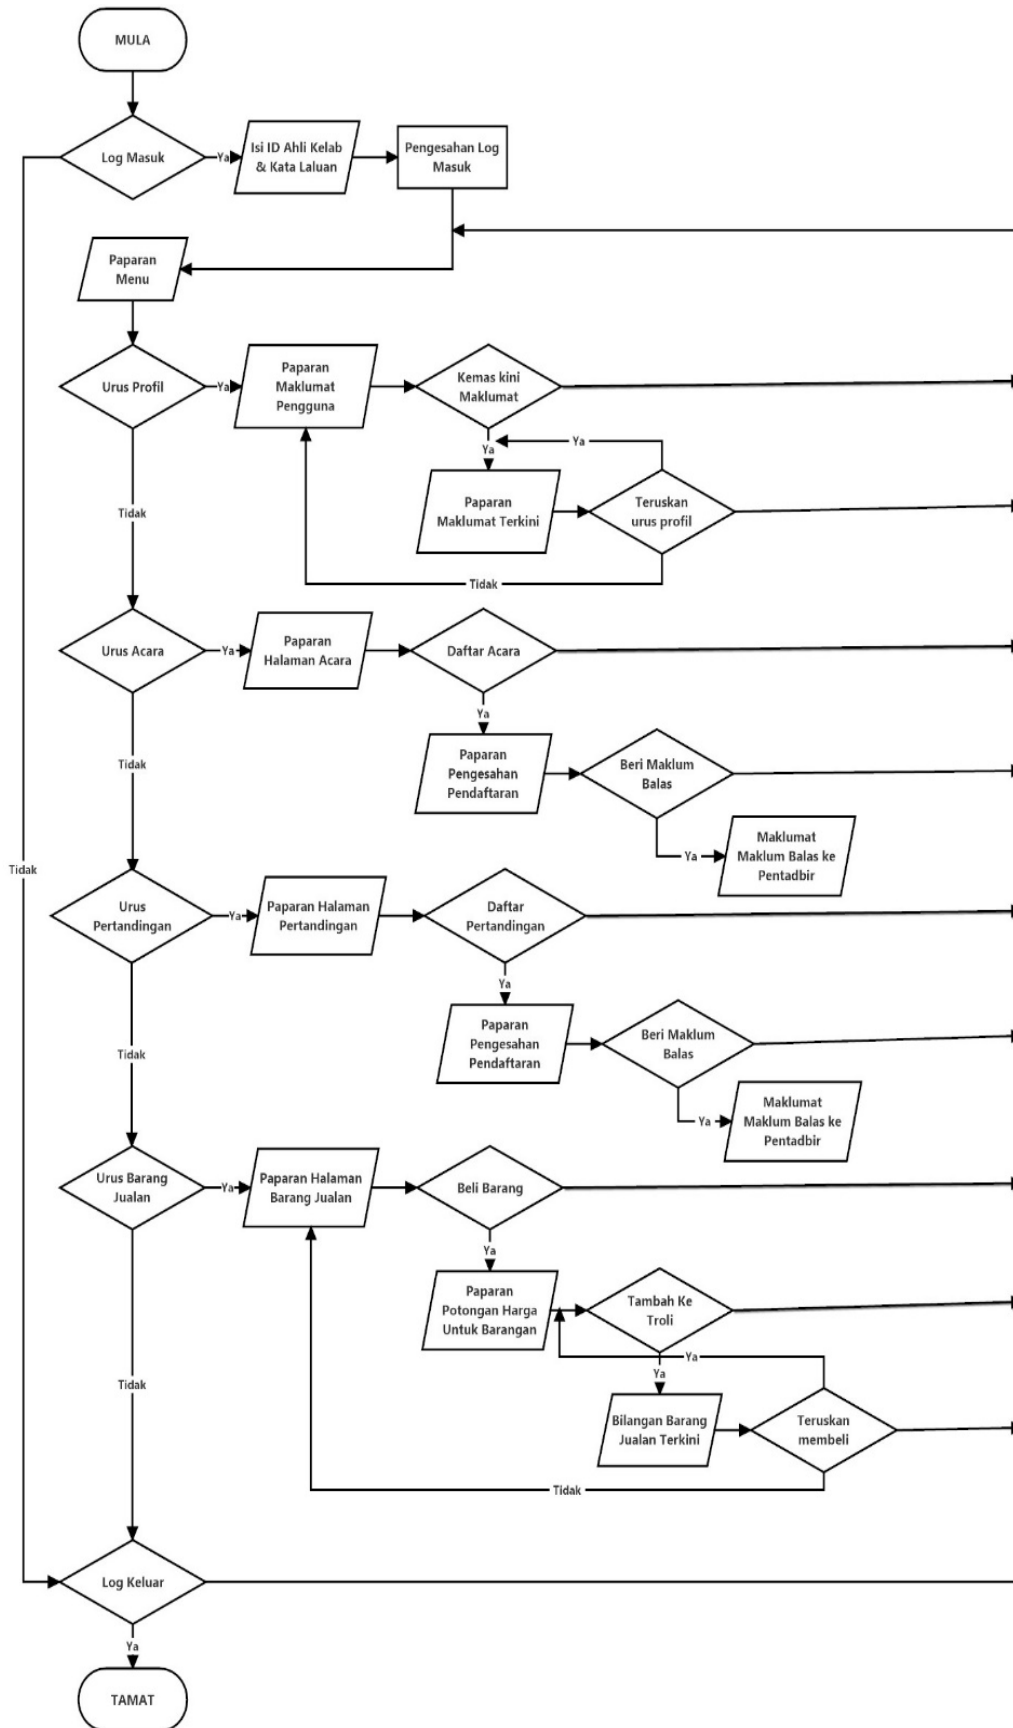 MULA
Log Masuk
Ya
Isi ID Ahli Kelab
& Kata Laluan
Pengesahan Log
Masuk
Paparan
Menu
Urus Profil
Ya
Paparan
Maklumat
Pengguna
Kemas kini
Maklumat
Ya
Ya
Paparan
Maklumat Terkini
Teruskan
urus profil
Tidak
Tidak
Urus Acara
Ya
Paparan
Halaman Acara
Daftar Acara
Ya
Paparan
Pengesahan
Pendaftaran
Beri Maklum
Balas
Tidak
Ya
Maklumat
Maklum Balas ke
Pentadbir
Tidak
Urus
Pertandingan
Ya
Paparan Halaman
Pertandingan
Daftar
Pertandingan
Ya
Paparan
Pengesahan
Pendaftaran
Beri Maklum
Balas
Tidak
Ya
Maklumat
Maklum Balas ke
Pentadbir
Urus Barang
Jualan
Ya
Paparan Halaman
Barang Jualan
Beli Barang
Ya
Paparan
Potongan Harga
Untuk Barangan
Tambah Ke
Troli
Ya
Ya
Tidak
Bilangan Barang
Jualan Terkini
Teruskan
membeli
Tidak
Log Keluar
Ya
TAMAT